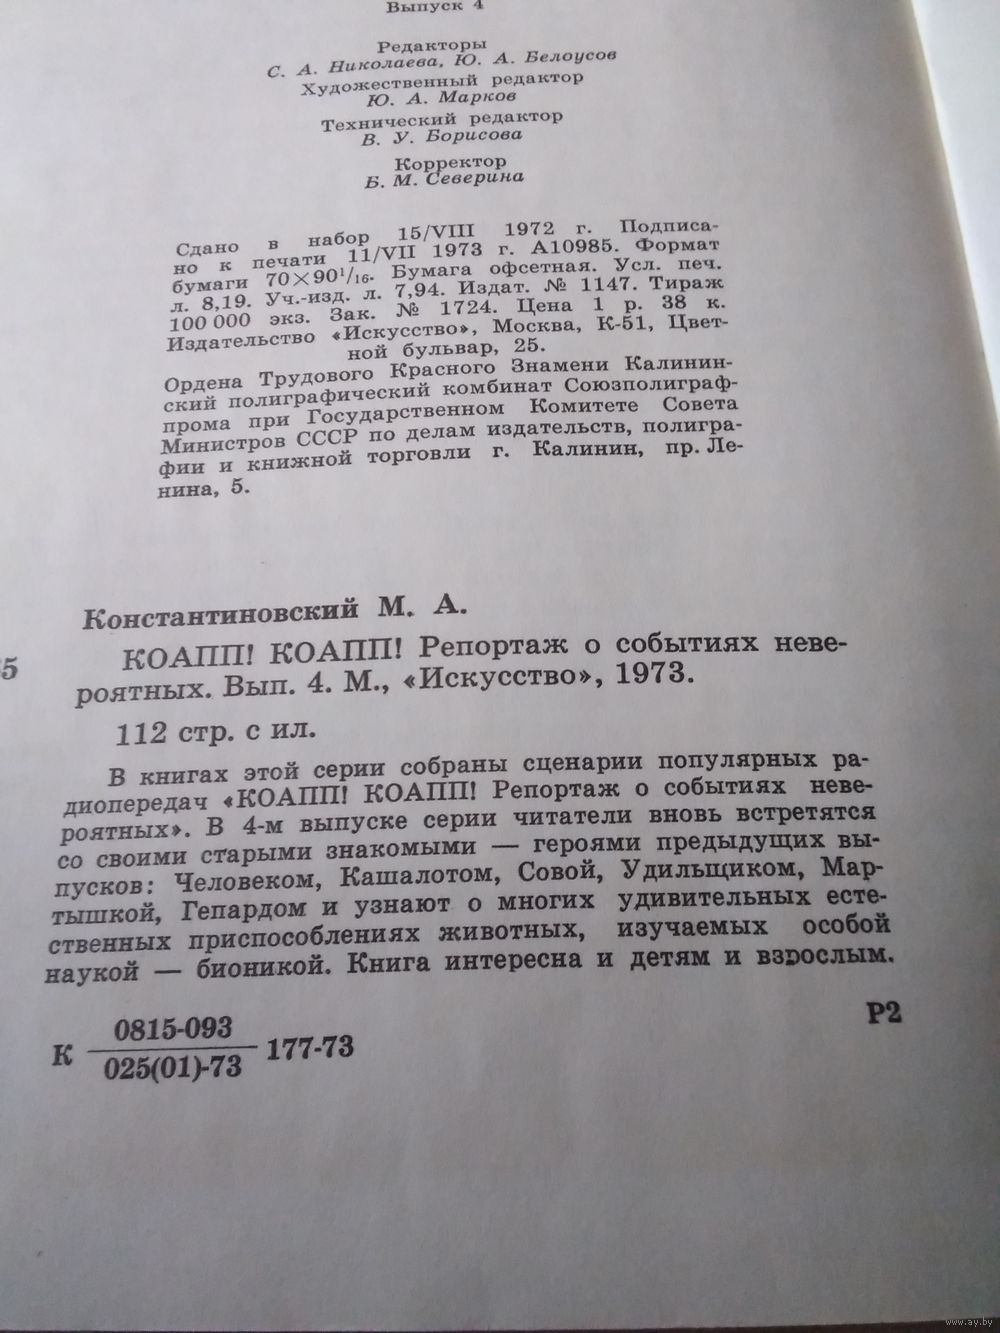 Выпуск 4
Редакторы
С. А. Николаева, Ю. А. Белоусов
Художественный редактор
Ю. А. Марков
Технический редактор
В. У. Борисова
Корректор
Б. М. Северина
Сдано в набор 15/VIII 1972 г. Подписа-
но к печати 11/VII 1973 г. А10985. Формат
бумаги 70×90¹/₁₆. Бумага офсетная. Усл. печ.
л. 8,19. Уч.-изд. л. 7,94. Издат. № 1147. Тираж
100 000 экз. Зак. № 1724. Цена 1 р. 38 к.
Издательство «Искусство», Москва, К-51, Цвет-
ной бульвар, 25.
Ордена Трудового Красного Знамени Калинин-
ский полиграфический комбинат Союзполиграф-
прома при Государственном Комитете Совета
Министров СССР по делам издательств, полигра-
фии и книжной торговли г. Калинин, пр. Ле-
нина, 5.
Константиновский М. А.
КОАПП! КОАПП! Репортаж о событиях неве-
роятных. Вып. 4. М., «Искусство», 1973.
112 стр. с ил.
В книгах этой серии собраны сценарии популярных ра-
диопередач «КОАПП! КОАПП! Репортаж о событиях неве-
роятных». В 4-м выпуске серии читатели вновь встретятся
со своими старыми знакомыми — героями предыдущих вы-
пусков: Человеком, Кашалотом, Совой, Удильщиком, Мар-
тышкой, Гепардом и узнают о многих удивительных есте-
ственных приспособлениях животных, изучаемых особой
наукой — бионикой. Книга интересна и детям и взрослым.
К 0815-093
025(01)-73 177-73
Р2
www.ay.by